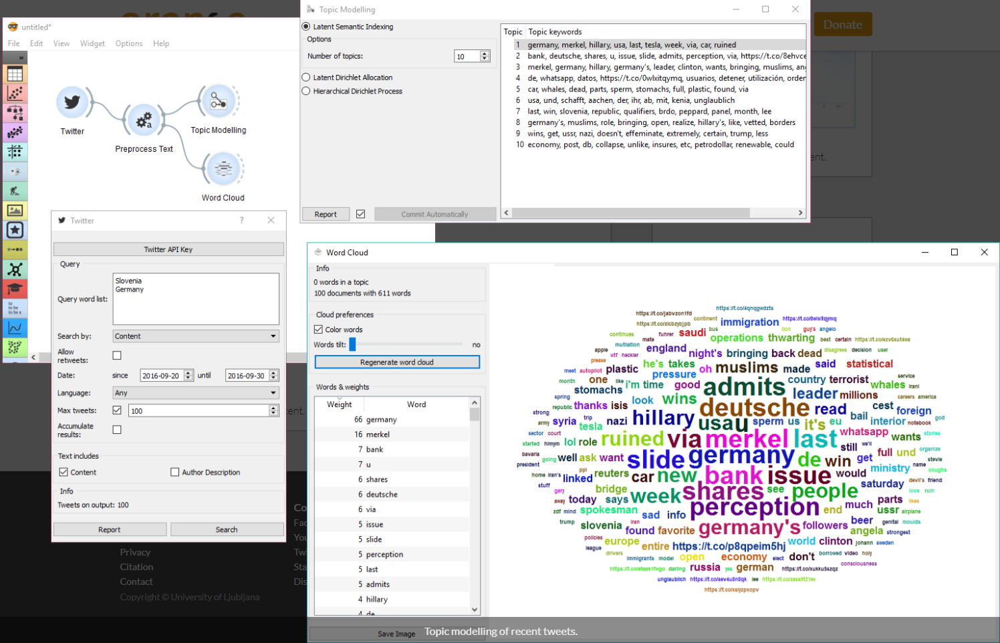 untitled*
File Edit View Widget Options Help
Twitter
Preprocess Text
Topic Modelling
Word Cloud
Topic Modelling
Latent Semantic Indexing
Options
Number of topics: 10
Latent Dirichlet Allocation
Hierarchical Dirichlet Process
Report
Commit Automatically
Topic Topic keywords
1 germany, merkel, hillary, usa, last, tesla, week, via, car, ruined
2 bank, deutsche, shares, u, issue, slide, admits, perception, via, https://t.co/8ehvce
3 merkel, germany, hillary, germany's, leader, clinton, wants, bringing, muslims, an
4 de, whatsapp, datos, https://t.co/0wlxitqymq, usuarios, detener, utilización, order
5 car, whales, dead, parts, sperm, stomachs, full, plastic, found, via
6 usa, und, schafft, aachen, der, ihr, ab, mit, kenia, unglaublich
7 last, win, slovenia, republic, qualifiers, brdo, peppard, panel, month, lee
8 germany's, muslims, role, bringing, open, realize, hillary's, like, vetted, borders
9 wins, get, ussr, nazi, doesn't, effeminate, extremely, certain, trump, less
10 economy, post, db, collapse, unlike, insures, etc, petrodollar, renewable, could
Donate
ent.
Twitter
Twitter API Key
Query
Query word list:
Slovenia
Germany
Search by: Content
Allow
retweets:
Date: since 2016-09-20 until 2016-09-30
Language: Any
Max tweets: 100
Accumulate
results:
Text includes
Content Author Description
Info
Tweets on output: 100
Report Search
Privacy
Citation
Contact
Copyright © University of Ljubljana
Word Cloud
Info
0 words in a topic
100 documents with 611 words
Cloud preferences
Color words
Words tilt: no
Regenerate word cloud
Words & weights
Weight Word
66 germany
16 merkel
7 bank
7 u
6 shares
6 deutsche
6 via
5 issue
5 slide
5 perception
5 last
5 admits
4 hillary
4 de
Save Image
https://t.co/4qnqgwdzts
https://t.co/jabvzon1fd
continent immigration https://t.co/0wlxitqymq
https://t.co/zicbzybjpb
continues fuhrer saudi bus operations thwarting lion guy's angelo
mate best certain https://t.co/ezv6sut4wa
mutilation england night's bringing back dead disagrees decision user
apple wtf heckler
please he's takes oh muslims made said statistical
meet autopilot plastic pressure country terrorist service
month one like i'm time good admits whales irani
stomachs leader millions careers america
spring look wins deutsche read cest foreign
republic thanks isis
strong trip hillary usa u sperm us it's eu bail interior notebook god
army syria tesla nazi
sector court ruined via merkel last whatsapp wants stories
started himym lol role still we'll
bavaria going well ask want slide germany de win get full und organize
president stevie
ppl would ministry name coughs
home iran's linked reuters car new bank issue devil's friend
stuff bridge shares see people saturday
gary love ruin
away today says week perception end much parts likes
zdf mind spokesman sad info ussr airplane
trump slovenia iran germany's followers beer genital moulds
found favorite angela strongest
policies europe entire https://t.co/p8qpeim5hj world clinton johann sweden
league
drivers immigrants model open economy elect don't borrowed video holy
consciousness
darling russia yes german https://t.co/xukku5szqz
unglaublich https://t.co/sev4u8n8qk lee
https://t.co/xslyzpxopv
Topic modelling of recent tweets.